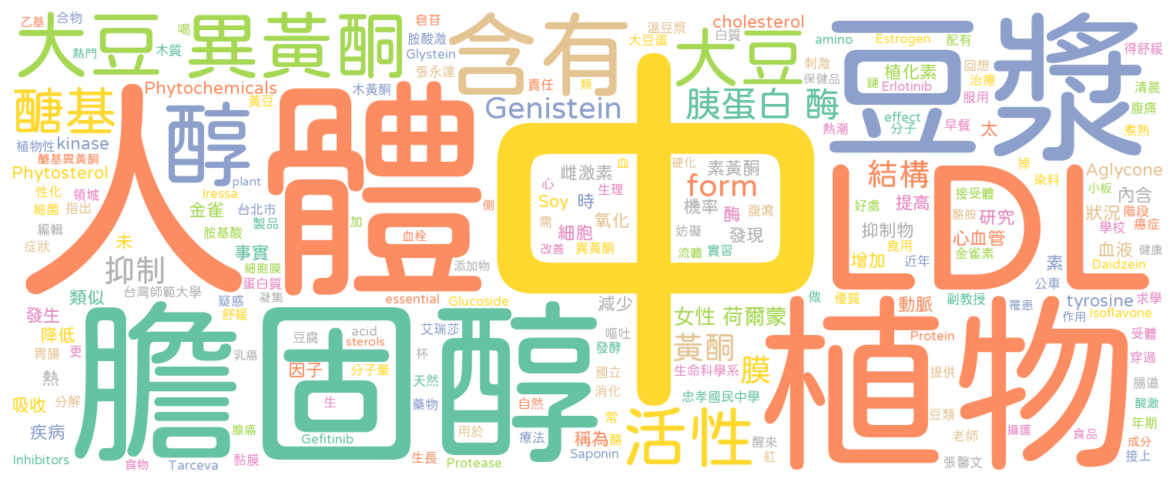 乙基 合物 皂苷 cholesterol
大豆異黃酮 含有 大豆 豆漿
熱門 喝 木質 胺酸激 Glystein 張永達 大豆蛋 溫豆漿 白質 amino Estrogen 配有 得舒緩
Phytochemicals 木黃酮 責任 類 刺激 保健品 植化素 鏈 Erlotinib 回想 治療 服用 清晨 腹痛
醣基 黃豆 醇 Genistein 胰蛋白 酶 effect 分子 熱潮 早餐 太 煮熟
植物性 kinase 人體 中 LDL
醣基異黃酮 Phytosterol 性化 領域 Iressa plant 雌激素 血 硬化 素黃酮 結構 接受體 Aglycone 掉 染料 小板
細菌 指出 金雀 台北市 側 心 生理 form Soy 時 機率 酶 腹瀉 好處 提高 酪胺 研究 內含 狀況 階段 癌症
編輯 未 胺基酸 製品 加 需 氧化 細胞 妨礙 發現 抑制物 心血管 學校
症狀 抑制 事實 血栓 改善 異黃酮 流體 實習 食用 金雀素 血液 健康
細胞膜 蛋白質 添加物 增加 近年 素 Daidzein
台灣師範大學 類似 疑惑 凝集 essential Glucoside 減少 做 優質 動脈 副教授 罹患 公車 tyrosine 求學
發生 舒緩 膽固醇 女性 荷爾蒙 植物 作用 Isoflavone
降低 豆腐 acid sterols 艾瑞莎 嘔吐 發酵 黃酮 膜 Protein 受體
胃腸 更 乳癌 因子 分子量 杯 國立 生命科學系 提供 穿過
熱 天然 消化 忠孝國民中學 腸道
吸收 分解 生 藥物 自然 常 活性 豆類 酸激
疾病 腺癌 Gefitinib 用於 療法 稱為 酪 醒來 老師 攝護 食品 年期 成分
Inhibitors 食物 Tarceva 黏膜 生長 Protease Saponin 紅 張馨文 接上